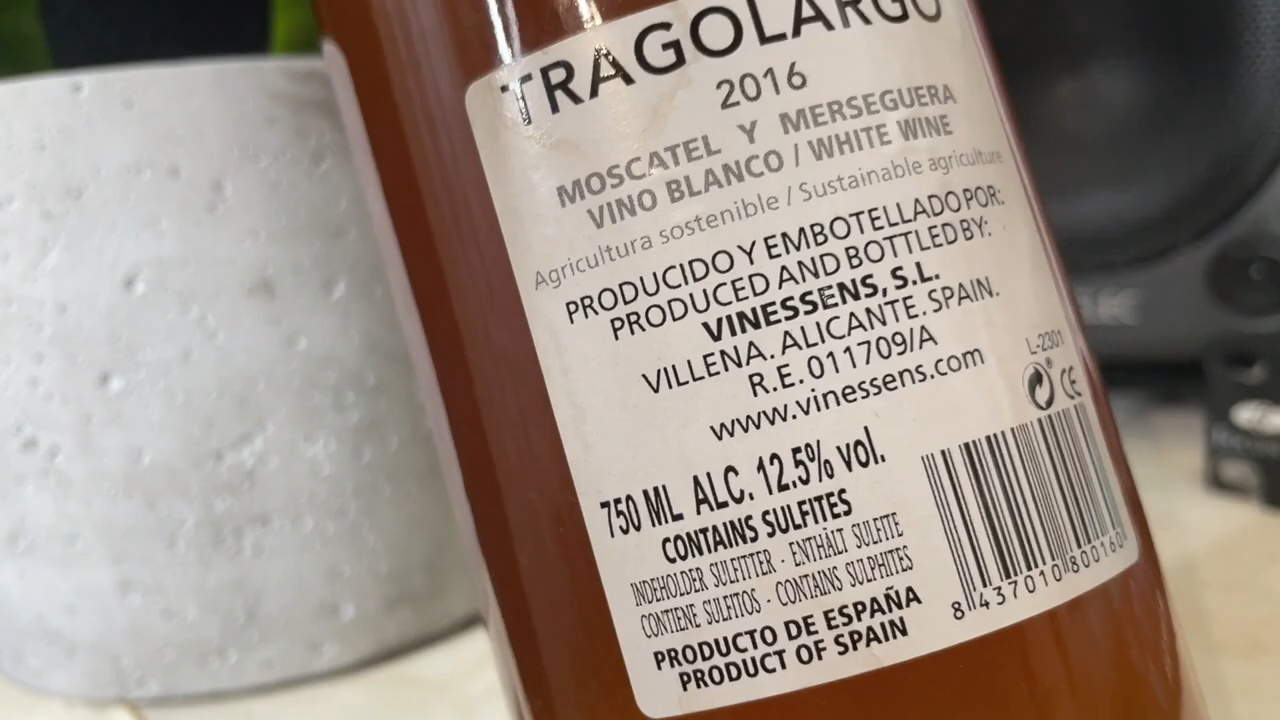 TRAGOLARGO
2016
MOSCATEL Y MERSEGUERA
VINO BLANCO / WHITE WINE
Agricultura sostenible / Sustainable agriculture
PRODUCIDO Y EMBOTELLADO POR:
PRODUCED AND BOTTLED BY:
VINESSENS, S.L.
VILLENA. ALICANTE. SPAIN.
R.E. 011709/A
www.vinessens.com
L-2301
CE
750 ML ALC. 12.5% vol.
CONTAINS SULFITES
INDEHOLDER SULFITTER - ENTHÄLT SULFITE
CONTIENE SULFITOS - CONTAINS SULPHITES
PRODUCTO DE ESPAÑA
PRODUCT OF SPAIN
8 437010 800160